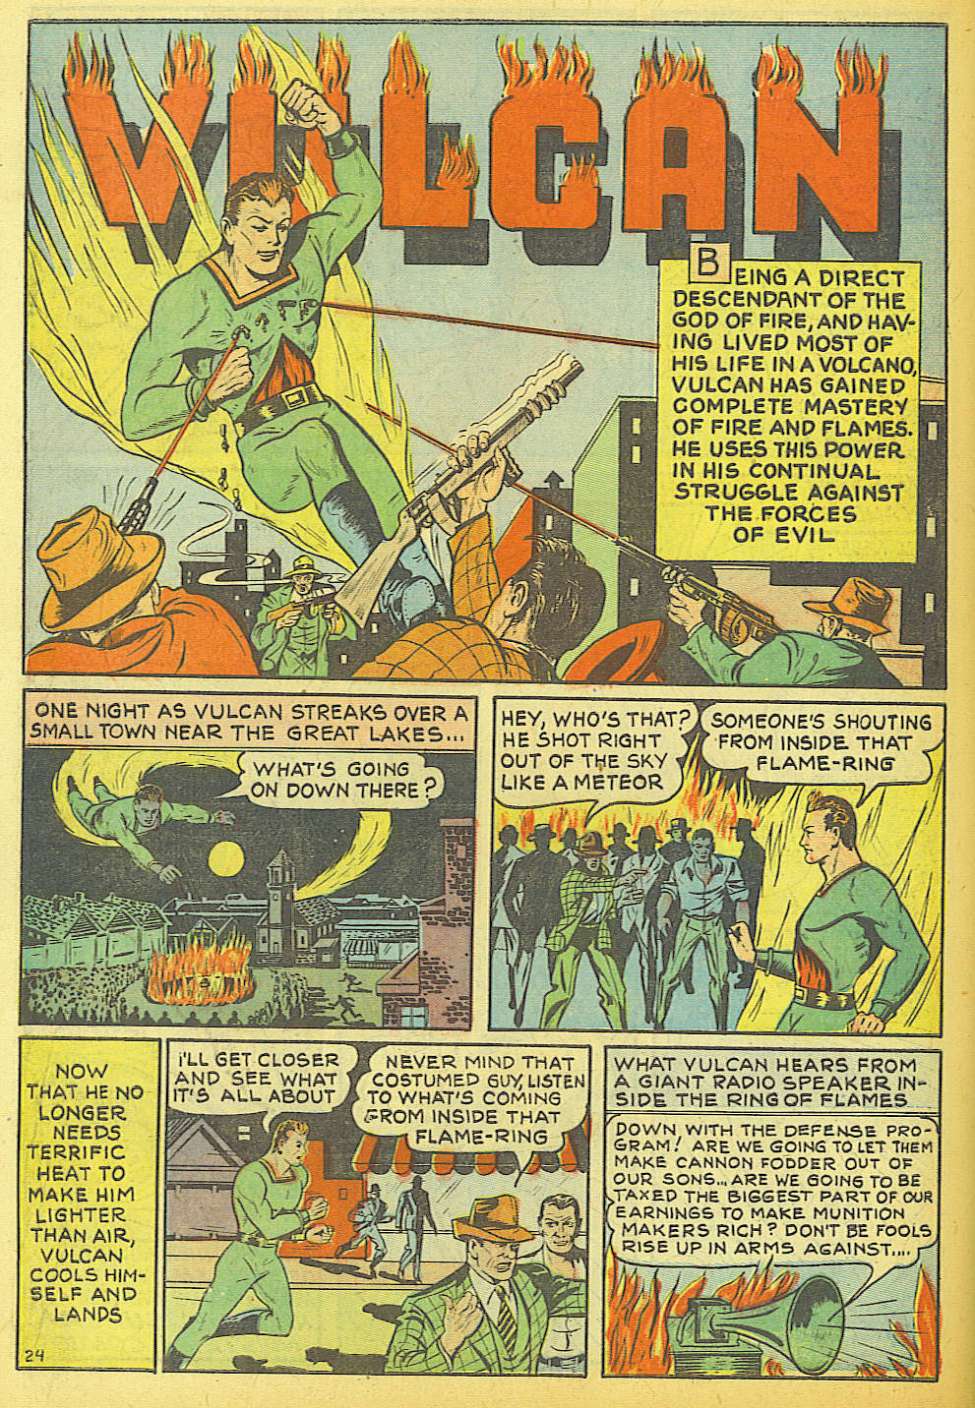 VULCAN
BEING A DIRECT
DESCENDANT OF THE
GOD OF FIRE, AND HAV-
ING LIVED MOST OF
HIS LIFE IN A VOLCANO,
VULCAN HAS GAINED
COMPLETE MASTERY
OF FIRE AND FLAMES.
HE USES THIS POWER
IN HIS CONTINUAL
STRUGGLE AGAINST
THE FORCES
OF EVIL
ONE NIGHT AS VULCAN STREAKS OVER A
SMALL TOWN NEAR THE GREAT LAKES...
WHAT'S GOING
ON DOWN THERE?
HEY, WHO'S THAT?
HE SHOT RIGHT
OUT OF THE SKY
LIKE A METEOR
SOMEONE'S SHOUTING
FROM INSIDE THAT
FLAME-RING
NOW
THAT HE NO
LONGER
NEEDS
TERRIFIC
HEAT TO
MAKE HIM
LIGHTER
THAN AIR,
VULCAN
COOLS HIM-
SELF AND
LANDS
24
I'LL GET CLOSER
AND SEE WHAT
IT'S ALL ABOUT
NEVER MIND THAT
COSTUMED GUY, LISTEN
TO WHAT'S COMING
FROM INSIDE THAT
FLAME-RING
WHAT VULCAN HEARS FROM
A GIANT RADIO SPEAKER IN-
SIDE THE RING OF FLAMES
DOWN WITH THE DEFENSE PRO-
GRAM! ARE WE GOING TO LET THEM
MAKE CANNON FODDER OUT OF
OUR SONS... ARE WE GOING TO BE
TAXED THE BIGGEST PART OF OUR
EARNINGS TO MAKE MUNITION
MAKERS RICH? DON'T BE FOOLS
RISE UP IN ARMS AGAINST....